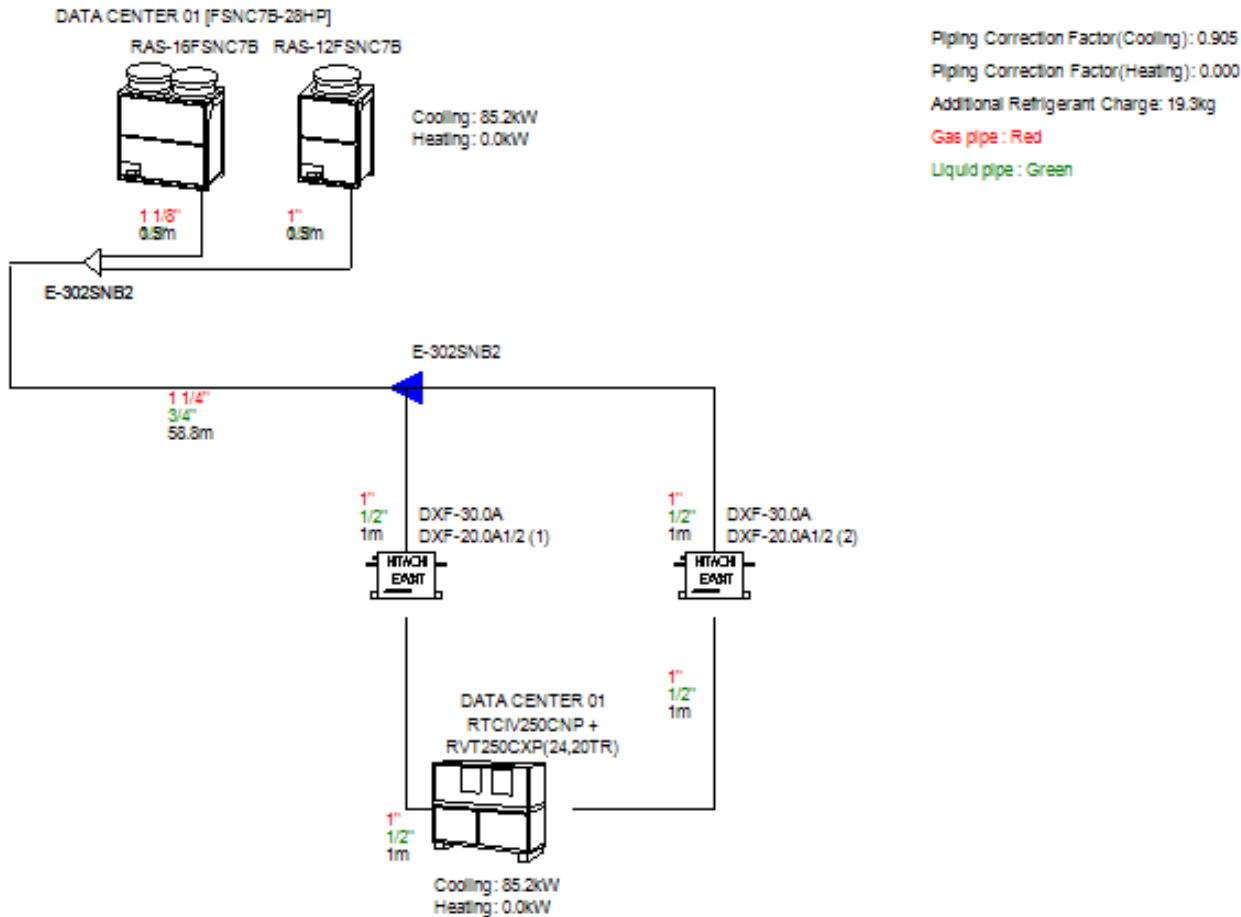 DATA CENTER 01 [FSNC7B-28HP]
RAS-16FSNC7B RAS-12FSNC7B
Cooling: 85.2kW
Heating: 0.0kW
Piping Correction Factor(Cooling): 0.905
Piping Correction Factor(Heating): 0.000
Additional Refrigerant Charge: 19.3kg
Gas pipe : Red
Liquid pipe : Green
1 1/8"
1"
E-302SNB2
E-302SNB2
1 1/4"
3/4"
58.8m
1"
1/2"
1m
DXF-30.0A
DXF-20.0A1/2 (1)
HITACHI
1"
1/2"
1m
DXF-30.0A
DXF-20.0A1/2 (2)
HITACHI
1"
1/2"
1m
DATA CENTER 01
RTCIV250CNP +
RVT250CXP(24,20TR)
1"
1/2"
1m
Cooling: 85.2kW
Heating: 0.0kW